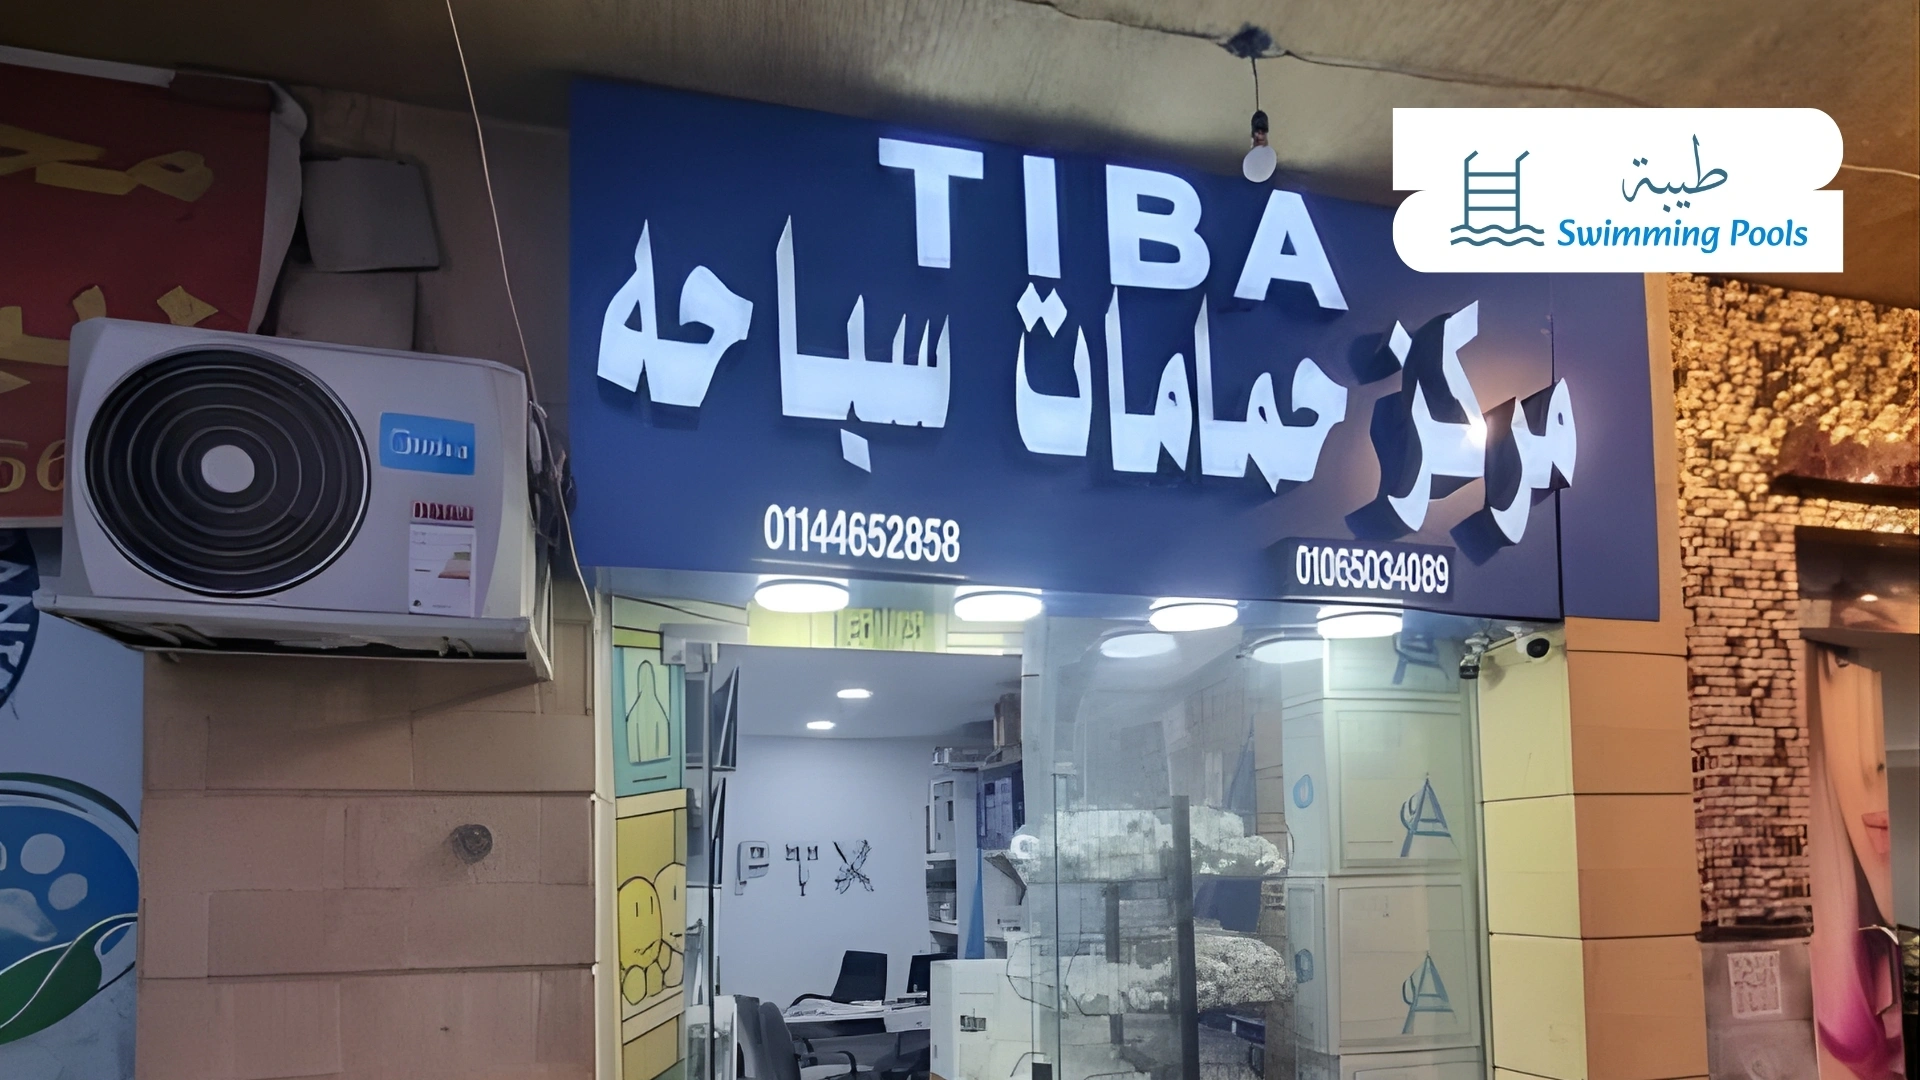 TIBA
مركز حمامات سباحه
01144652858
01065034089
طيبة
Swimming Pools